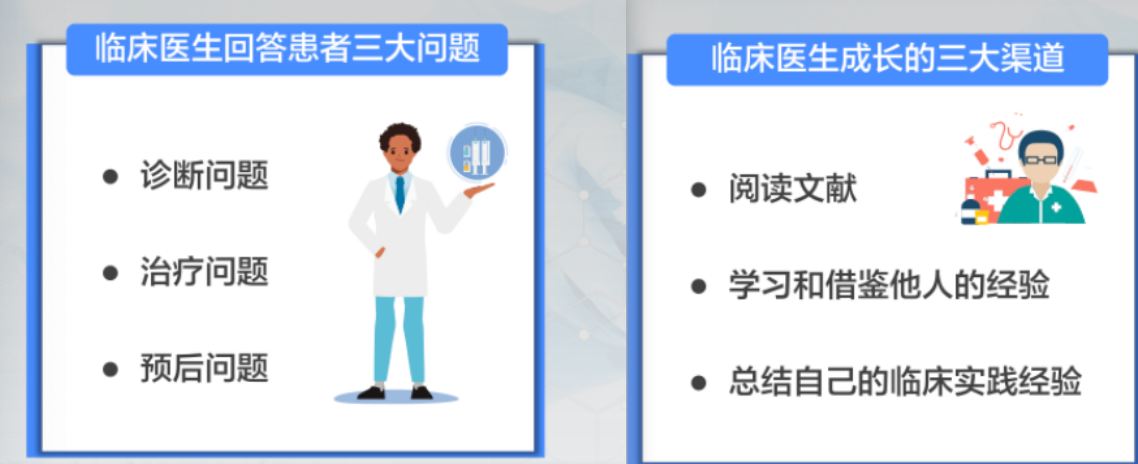 临床医生回答患者三大问题
诊断问题
治疗问题
预后问题
临床医生成长的三大渠道
阅读文献
学习和借鉴他人的经验
总结自己的临床实践经验